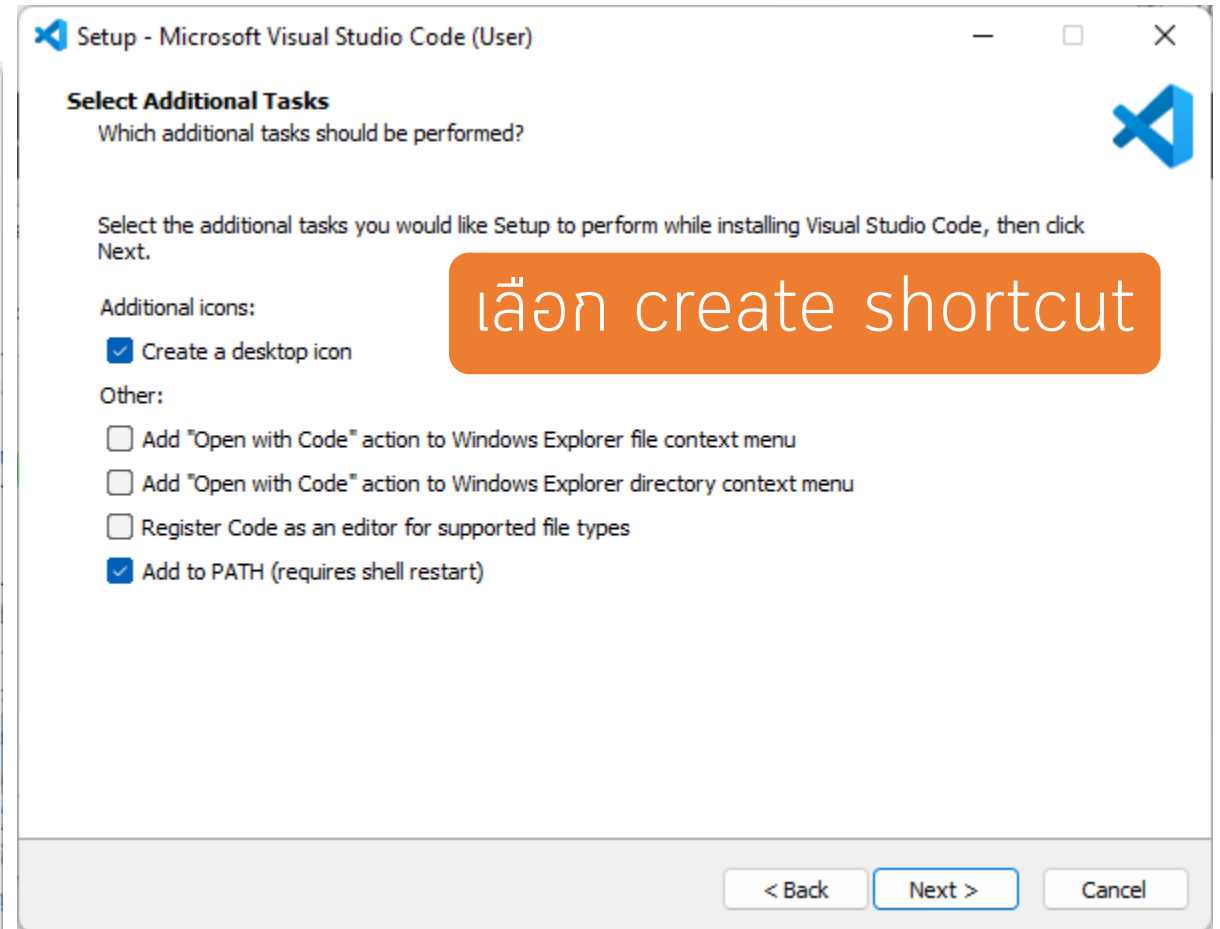 Setup - Microsoft Visual Studio Code (User)
Select Additional Tasks
Which additional tasks should be performed?
Select the additional tasks you would like Setup to perform while installing Visual Studio Code, then click
Next.
เลือก create shortcut
Additional icons:
Create a desktop icon
Other:
Add "Open with Code" action to Windows Explorer file context menu
Add "Open with Code" action to Windows Explorer directory context menu
Register Code as an editor for supported file types
Add to PATH (requires shell restart)
< Back Next > Cancel